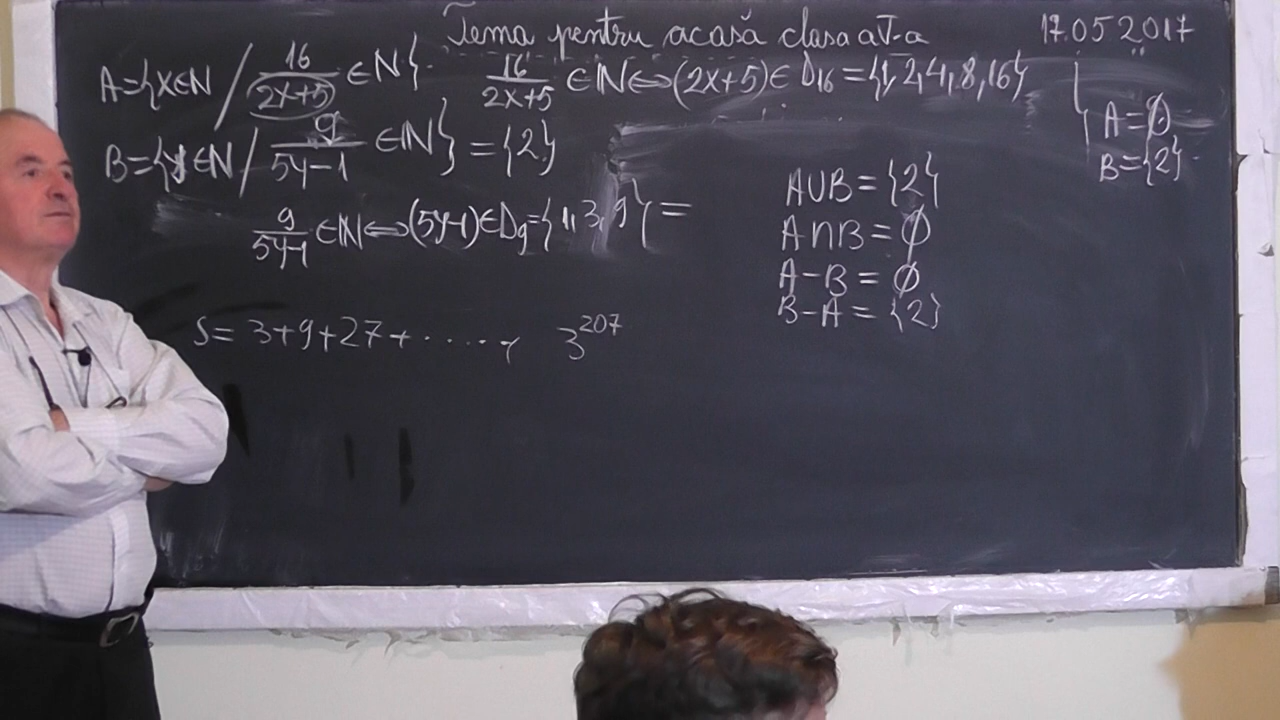 Tema pentru acasă clasa a V-a
17.05 2017
A={x∈N / 16/(2x+5) ∈N}. 16/(2x+5) ∈ N ⇔ (2x+5) ∈ D₁₆ = {1, 2, 4, 8, 16}
B={y∈N / 9/(5y-1) ∈ N} = {2}
A=∅
B={2}
9/(5y-1) ∈ N ⇔ (5y-1) ∈ D₉={1, 3, 9} =
A∪B = {2}
A∩B = ∅
A-B = ∅
B-A = {2}
S= 3+9+27+ ....., 3²⁰⁷